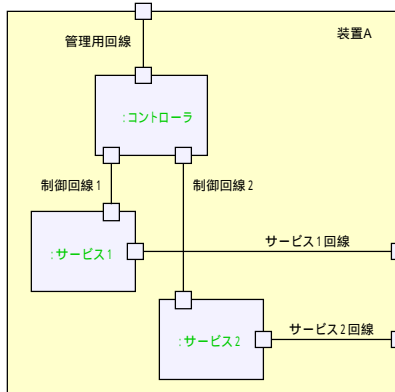 装置A
管理用回線
:コントローラ
制御回線1
制御回線2
:サービス1
サービス1回線
:サービス2
サービス2回線